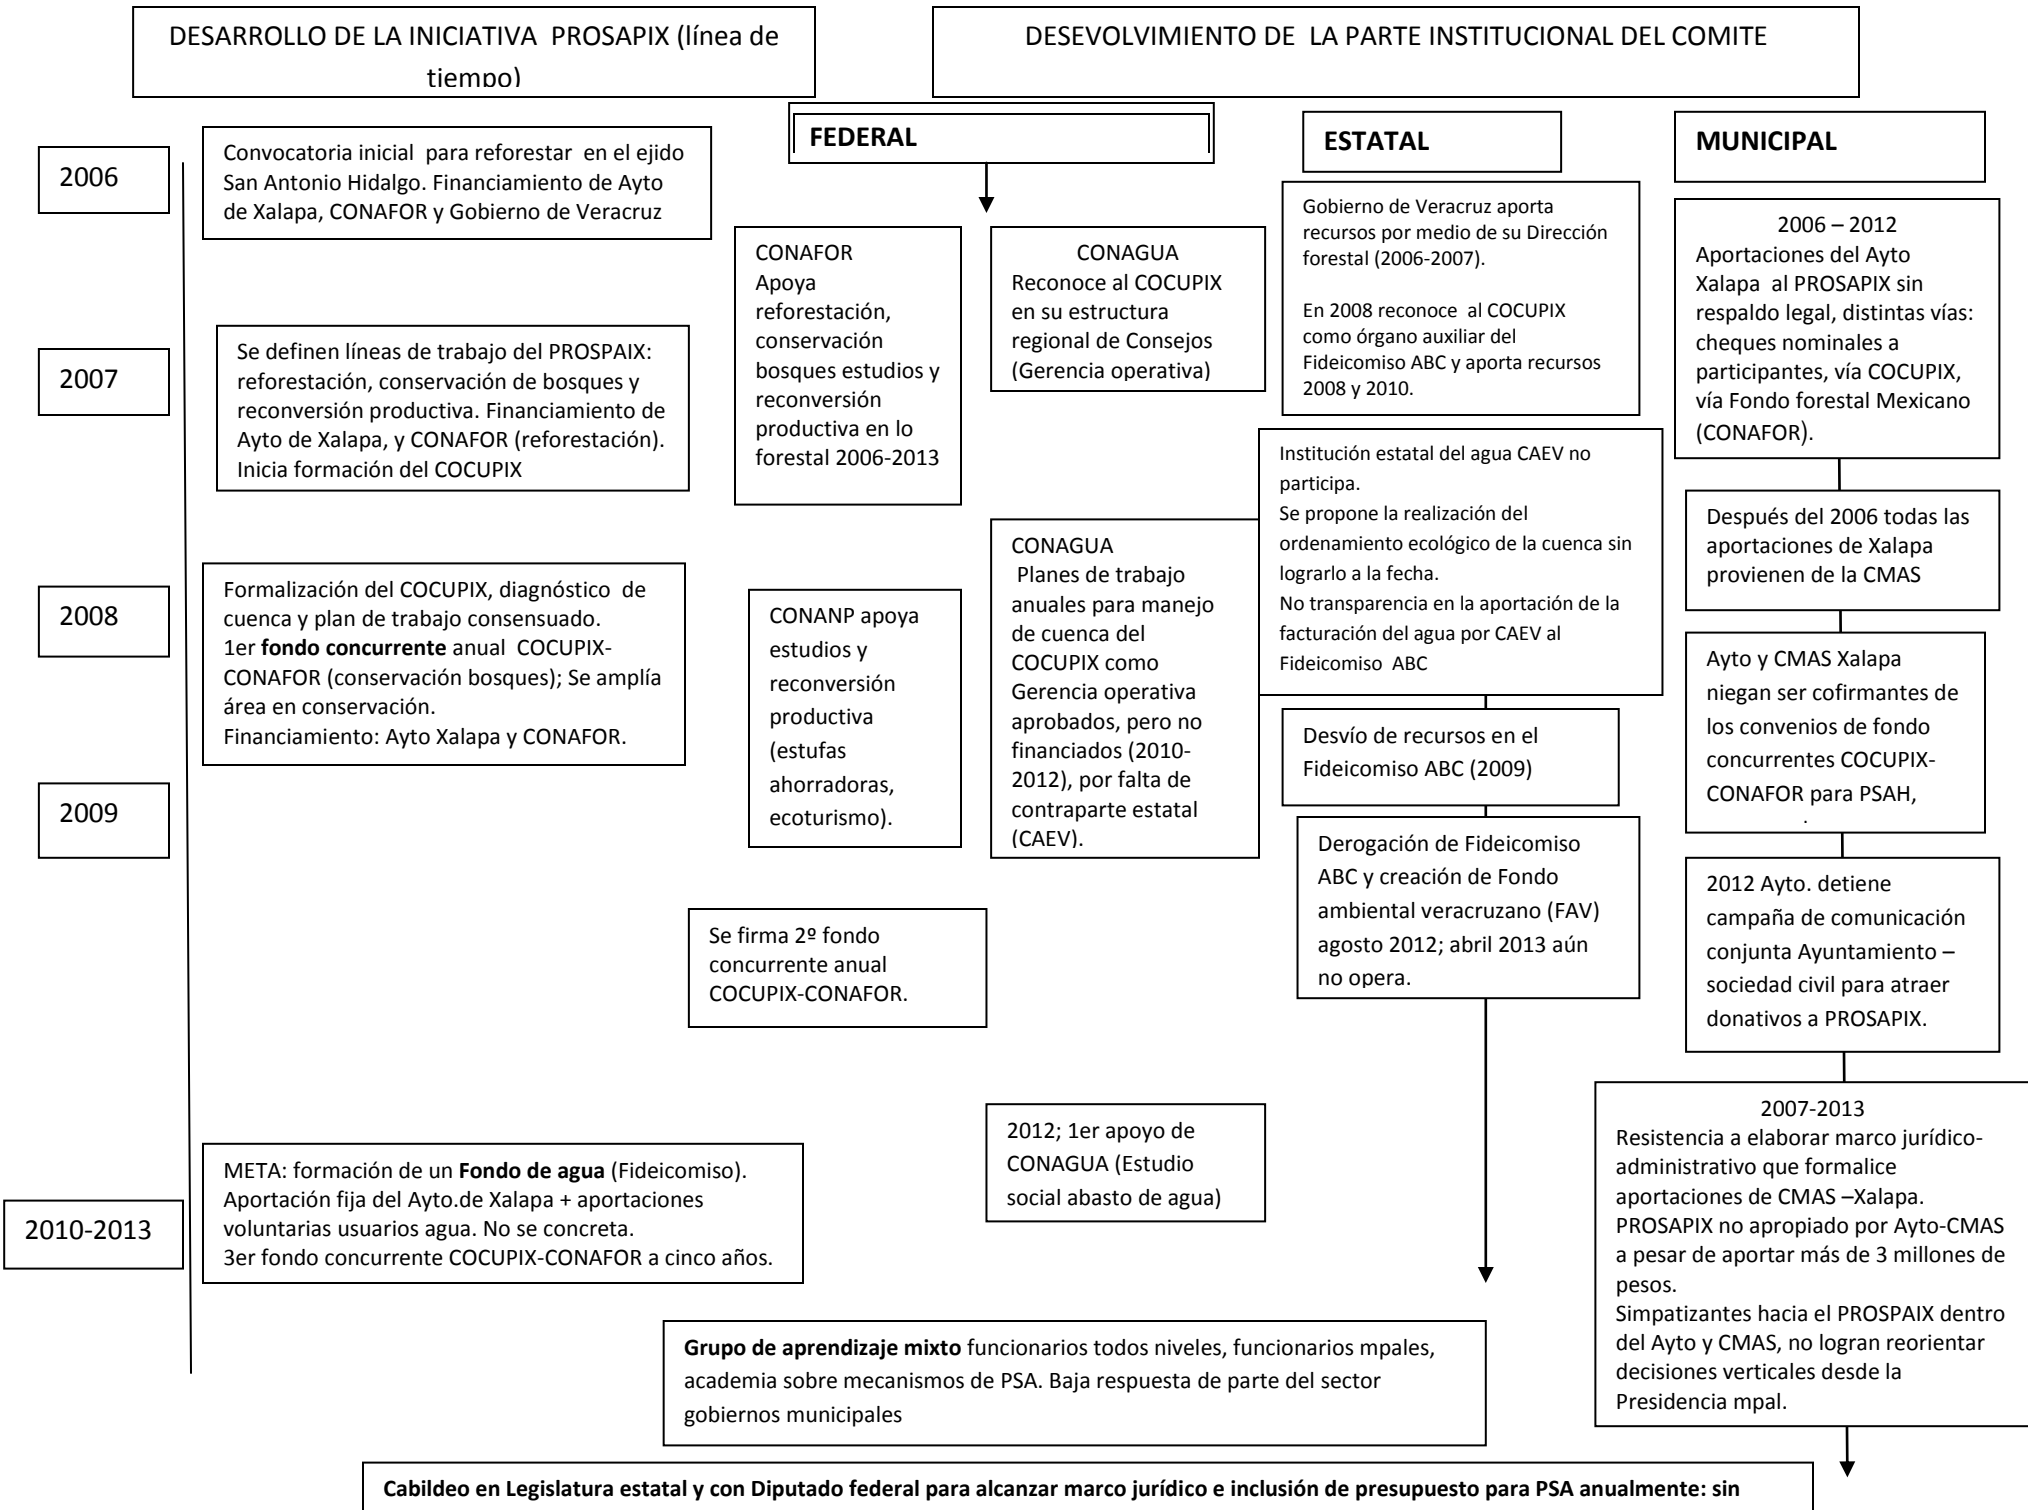 DESARROLLO DE LA INICIATIVA PROSAPIX (línea de
tiempo)
DESEVOLVIMIENTO DE LA PARTE INSTITUCIONAL DEL COMITE
2006
Convocatoria inicial para reforestar en el ejido
San Antonio Hidalgo. Financiamiento de Ayto
de Xalapa, CONAFOR y Gobierno de Veracruz
2007
Se definen líneas de trabajo del PROSPAIX:
reforestación, conservación de bosques y
reconversión productiva. Financiamiento de
Ayto de Xalapa, y CONAFOR (reforestación).
Inicia formación del COCUPIX
2008
Formalización del COCUPIX, diagnóstico de
cuenca y plan de trabajo consensuado.
1er fondo concurrente anual COCUPIX-
CONAFOR (conservación bosques); Se amplía
área en conservación.
Financiamiento: Ayto Xalapa y CONAFOR.
2009
2010-2013
META: formación de un Fondo de agua (Fideicomiso).
Aportación fija del Ayto.de Xalapa + aportaciones
voluntarias usuarios agua. No se concreta.
3er fondo concurrente COCUPIX-CONAFOR a cinco años.
FEDERAL
CONAFOR
Apoya
reforestación,
conservación
bosques estudios y
reconversión
productiva en lo
forestal 2006-2013
CONAGUA
Reconoce al COCUPIX
en su estructura
regional de Consejos
(Gerencia operativa)
CONANP apoya
estudios y
reconversión
productiva
(estufas
ahorradoras,
ecoturismo).
CONAGUA
Planes de trabajo
anuales para manejo
de cuenca del
COCUPIX como
Gerencia operativa
aprobados, pero no
financiados (2010-
2012), por falta de
contraparte estatal
(CAEV).
Se firma 2º fondo
concurrente anual
COCUPIX-CONAFOR.
2012; 1er apoyo de
CONAGUA (Estudio
social abasto de agua)
ESTATAL
Gobierno de Veracruz aporta
recursos por medio de su Dirección
forestal (2006-2007).
En 2008 reconoce al COCUPIX
como órgano auxiliar del
Fideicomiso ABC y aporta recursos
2008 y 2010.
Institución estatal del agua CAEV no
participa.
Se propone la realización del
ordenamiento ecológico de la cuenca sin
lograrlo a la fecha.
No transparencia en la aportación de la
facturación del agua por CAEV al
Fideicomiso ABC
Desvío de recursos en el
Fideicomiso ABC (2009)
Derogación de Fideicomiso
ABC y creación de Fondo
ambiental veracruzano (FAV)
agosto 2012; abril 2013 aún
no opera.
MUNICIPAL
2006 – 2012
Aportaciones del Ayto
Xalapa al PROSAPIX sin
respaldo legal, distintas vías:
cheques nominales a
participantes, vía COCUPIX,
vía Fondo forestal Mexicano
(CONAFOR).
Después del 2006 todas las
aportaciones de Xalapa
provienen de la CMAS
Ayto y CMAS Xalapa
niegan ser cofirmantes de
los convenios de fondo
concurrentes COCUPIX-
CONAFOR para PSAH,
2012 Ayto. detiene
campaña de comunicación
conjunta Ayuntamiento –
sociedad civil para atraer
donativos a PROSAPIX.
2007-2013
Resistencia a elaborar marco jurídico-
administrativo que formalice
aportaciones de CMAS –Xalapa.
PROSAPIX no apropiado por Ayto-CMAS
a pesar de aportar más de 3 millones de
pesos.
Simpatizantes hacia el PROSPAIX dentro
del Ayto y CMAS, no logran reorientar
decisiones verticales desde la
Presidencia mpal.
Grupo de aprendizaje mixto funcionarios todos niveles, funcionarios mpales,
academia sobre mecanismos de PSA. Baja respuesta de parte del sector
gobiernos municipales
Cabildeo en Legislatura estatal y con Diputado federal para alcanzar marco jurídico e inclusión de presupuesto para PSA anualmente: sin